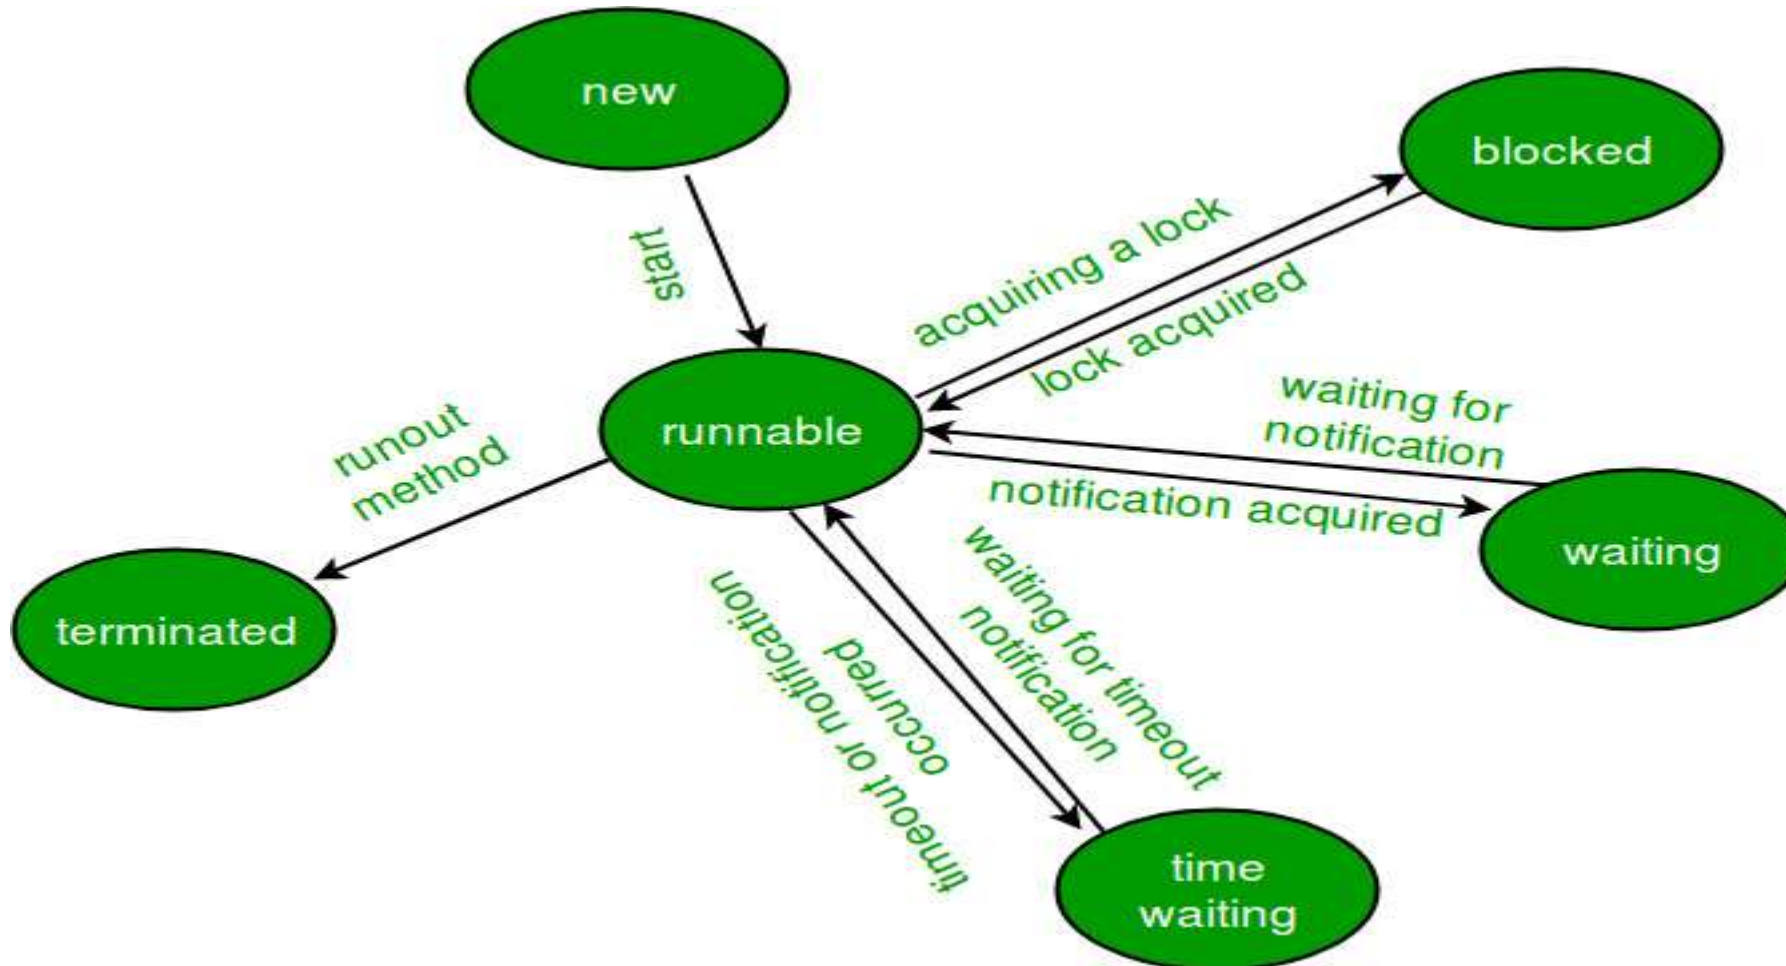 new
blocked
start
acquiring a lock
lock acquired
runnable
waiting for
notification
notification acquired
waiting
runout
method
terminated
waiting for timeout
notification
timeout or notification
occurred
time
waiting